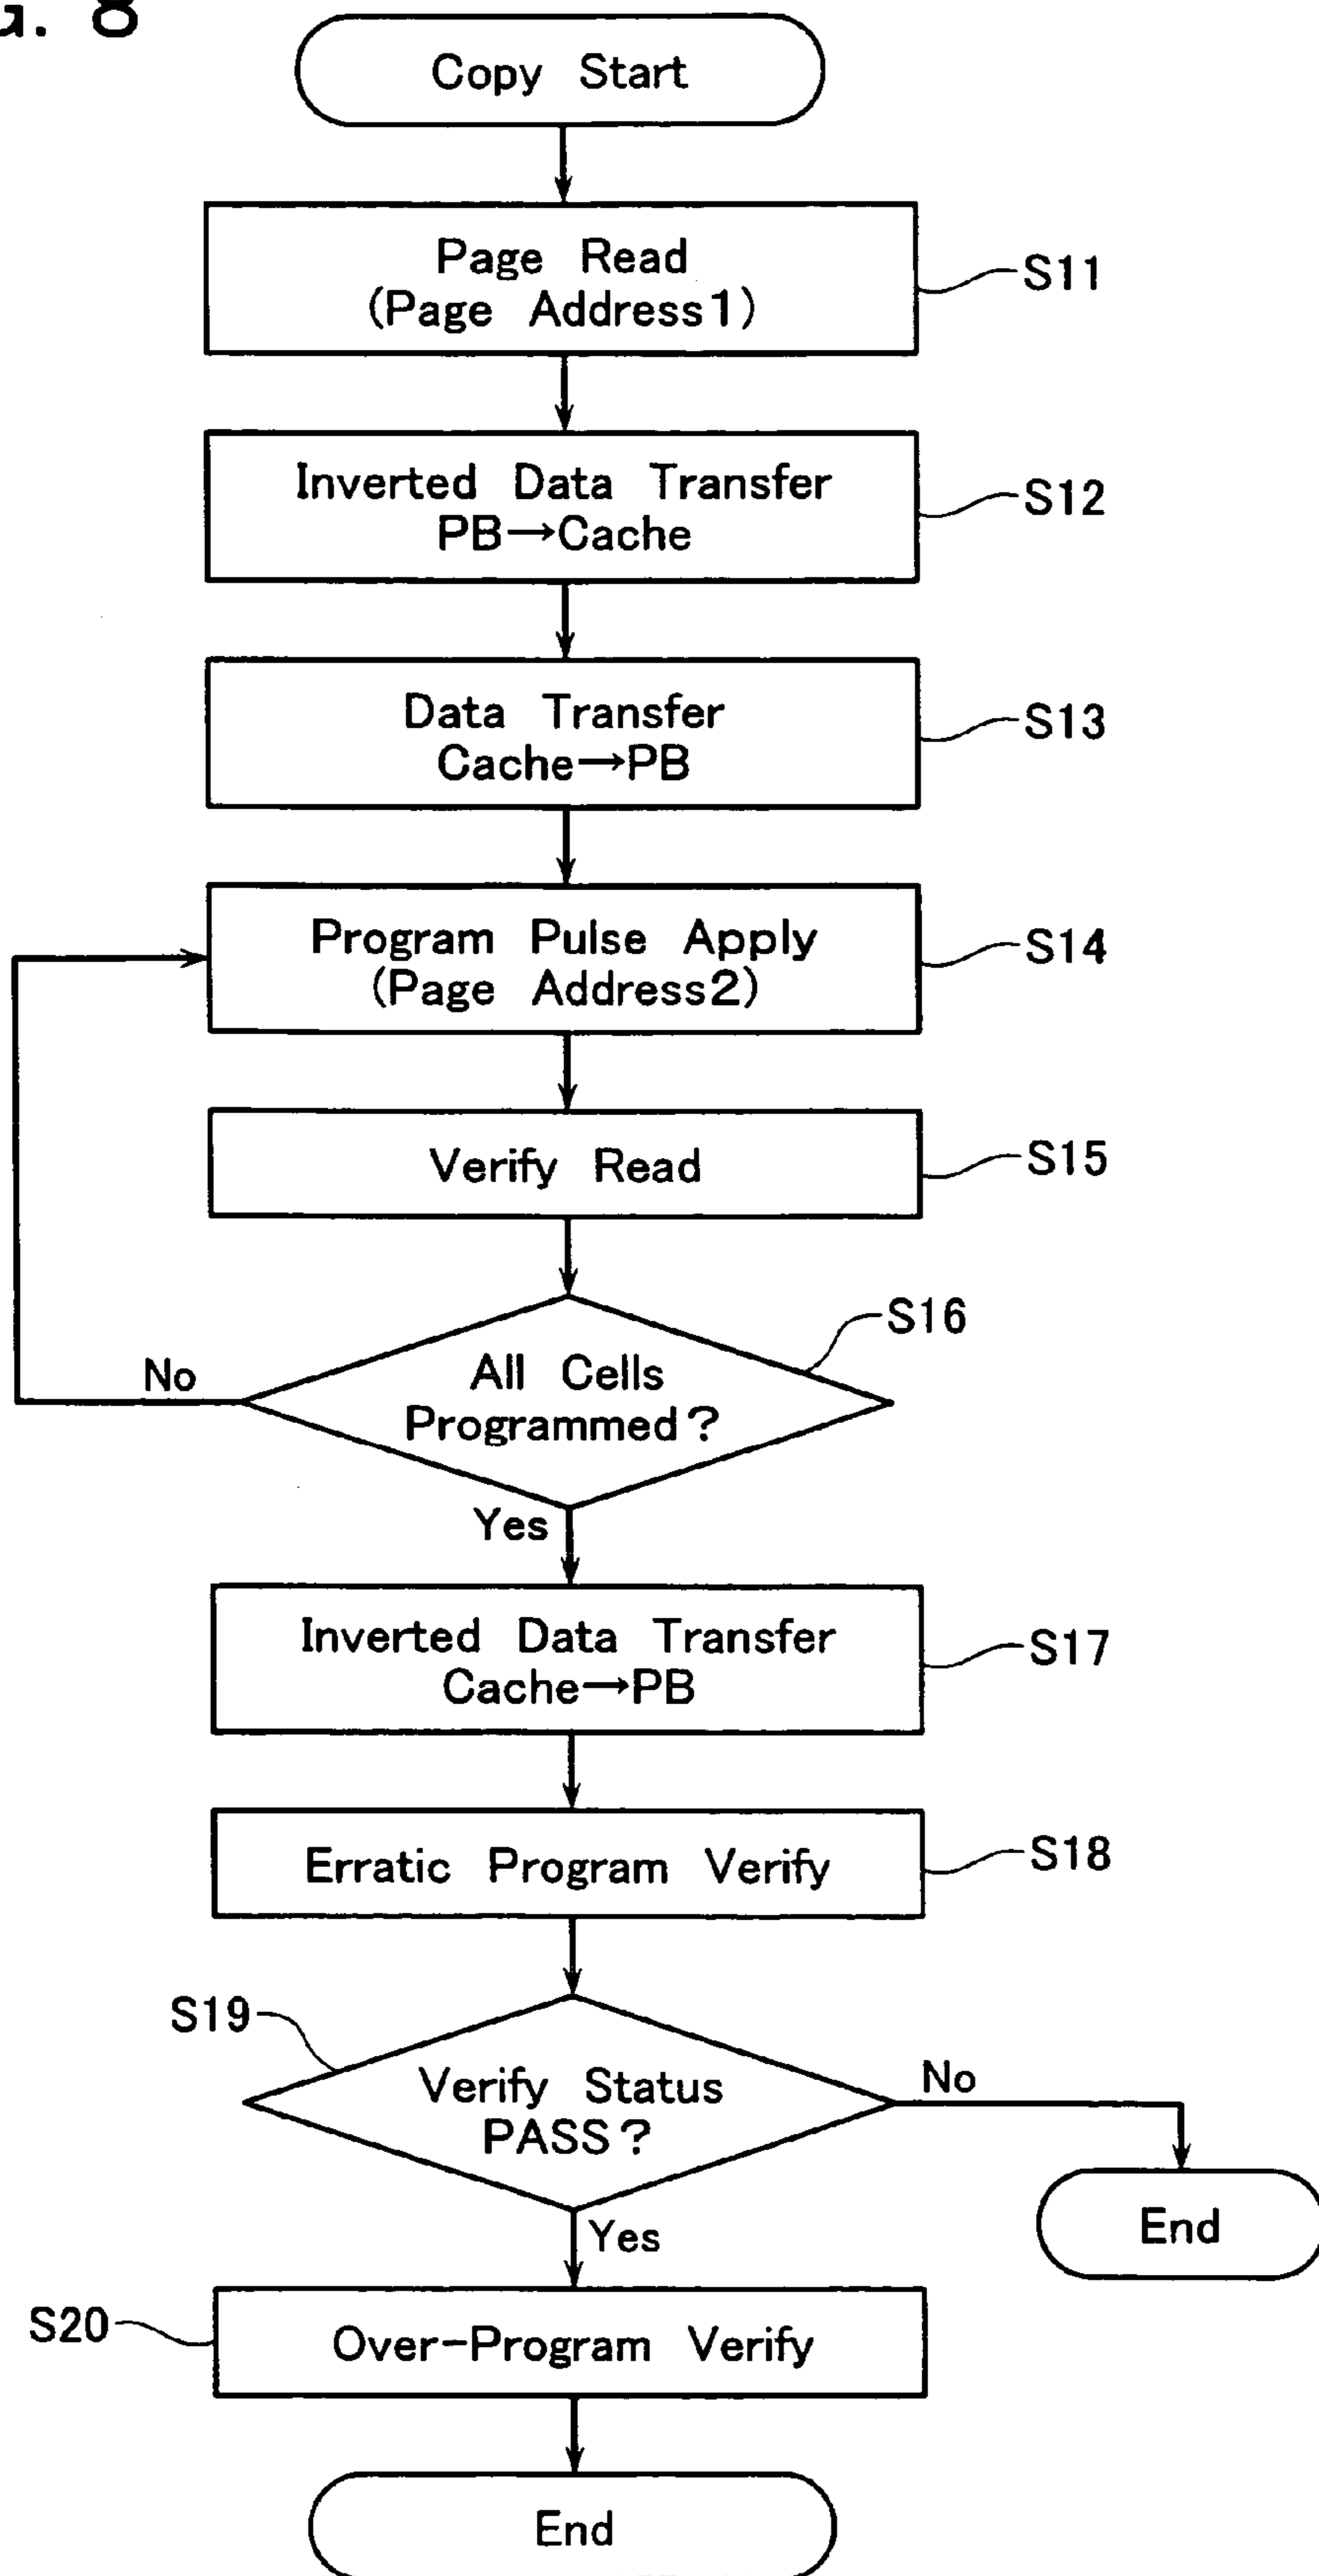 G. 8
Copy Start
Page Read
(Page Address1)
S11
Inverted Data Transfer
PB→Cache
S12
Data Transfer
Cache→PB
S13
Program Pulse Apply
(Page Address2)
S14
Verify Read
S15
S16
All Cells
Programmed?
No
Yes
Inverted Data Transfer
Cache→PB
S17
Erratic Program Verify
S18
S19
Verify Status
PASS?
No
End
Yes
S20
Over-Program Verify
End